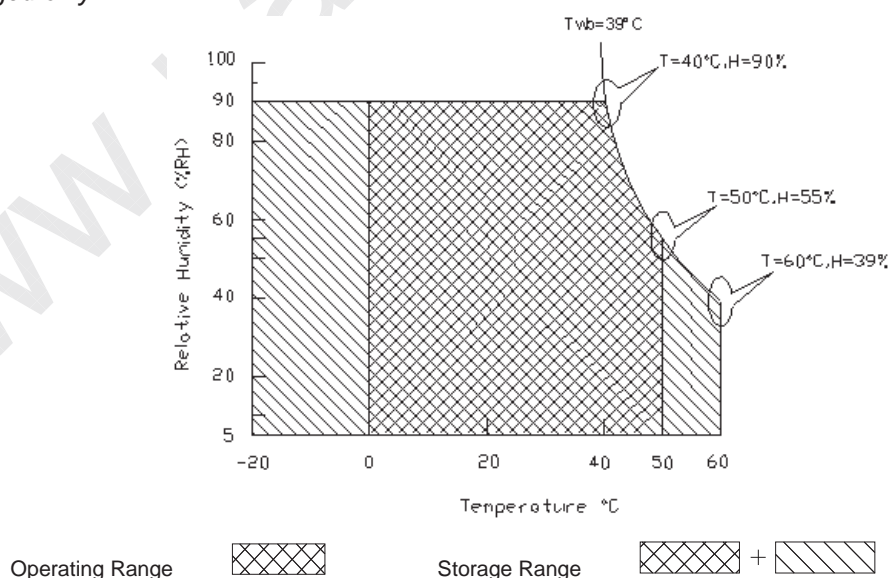 Twb=39°C
T=40°C,H=90%
T=50°C,H=55%
T=60°C,H=39%
Relative Humidity (%RH)
100
90
80
60
40
20
5
-20 0 20 40 50 60
Temperature °C
Operating Range Storage Range +